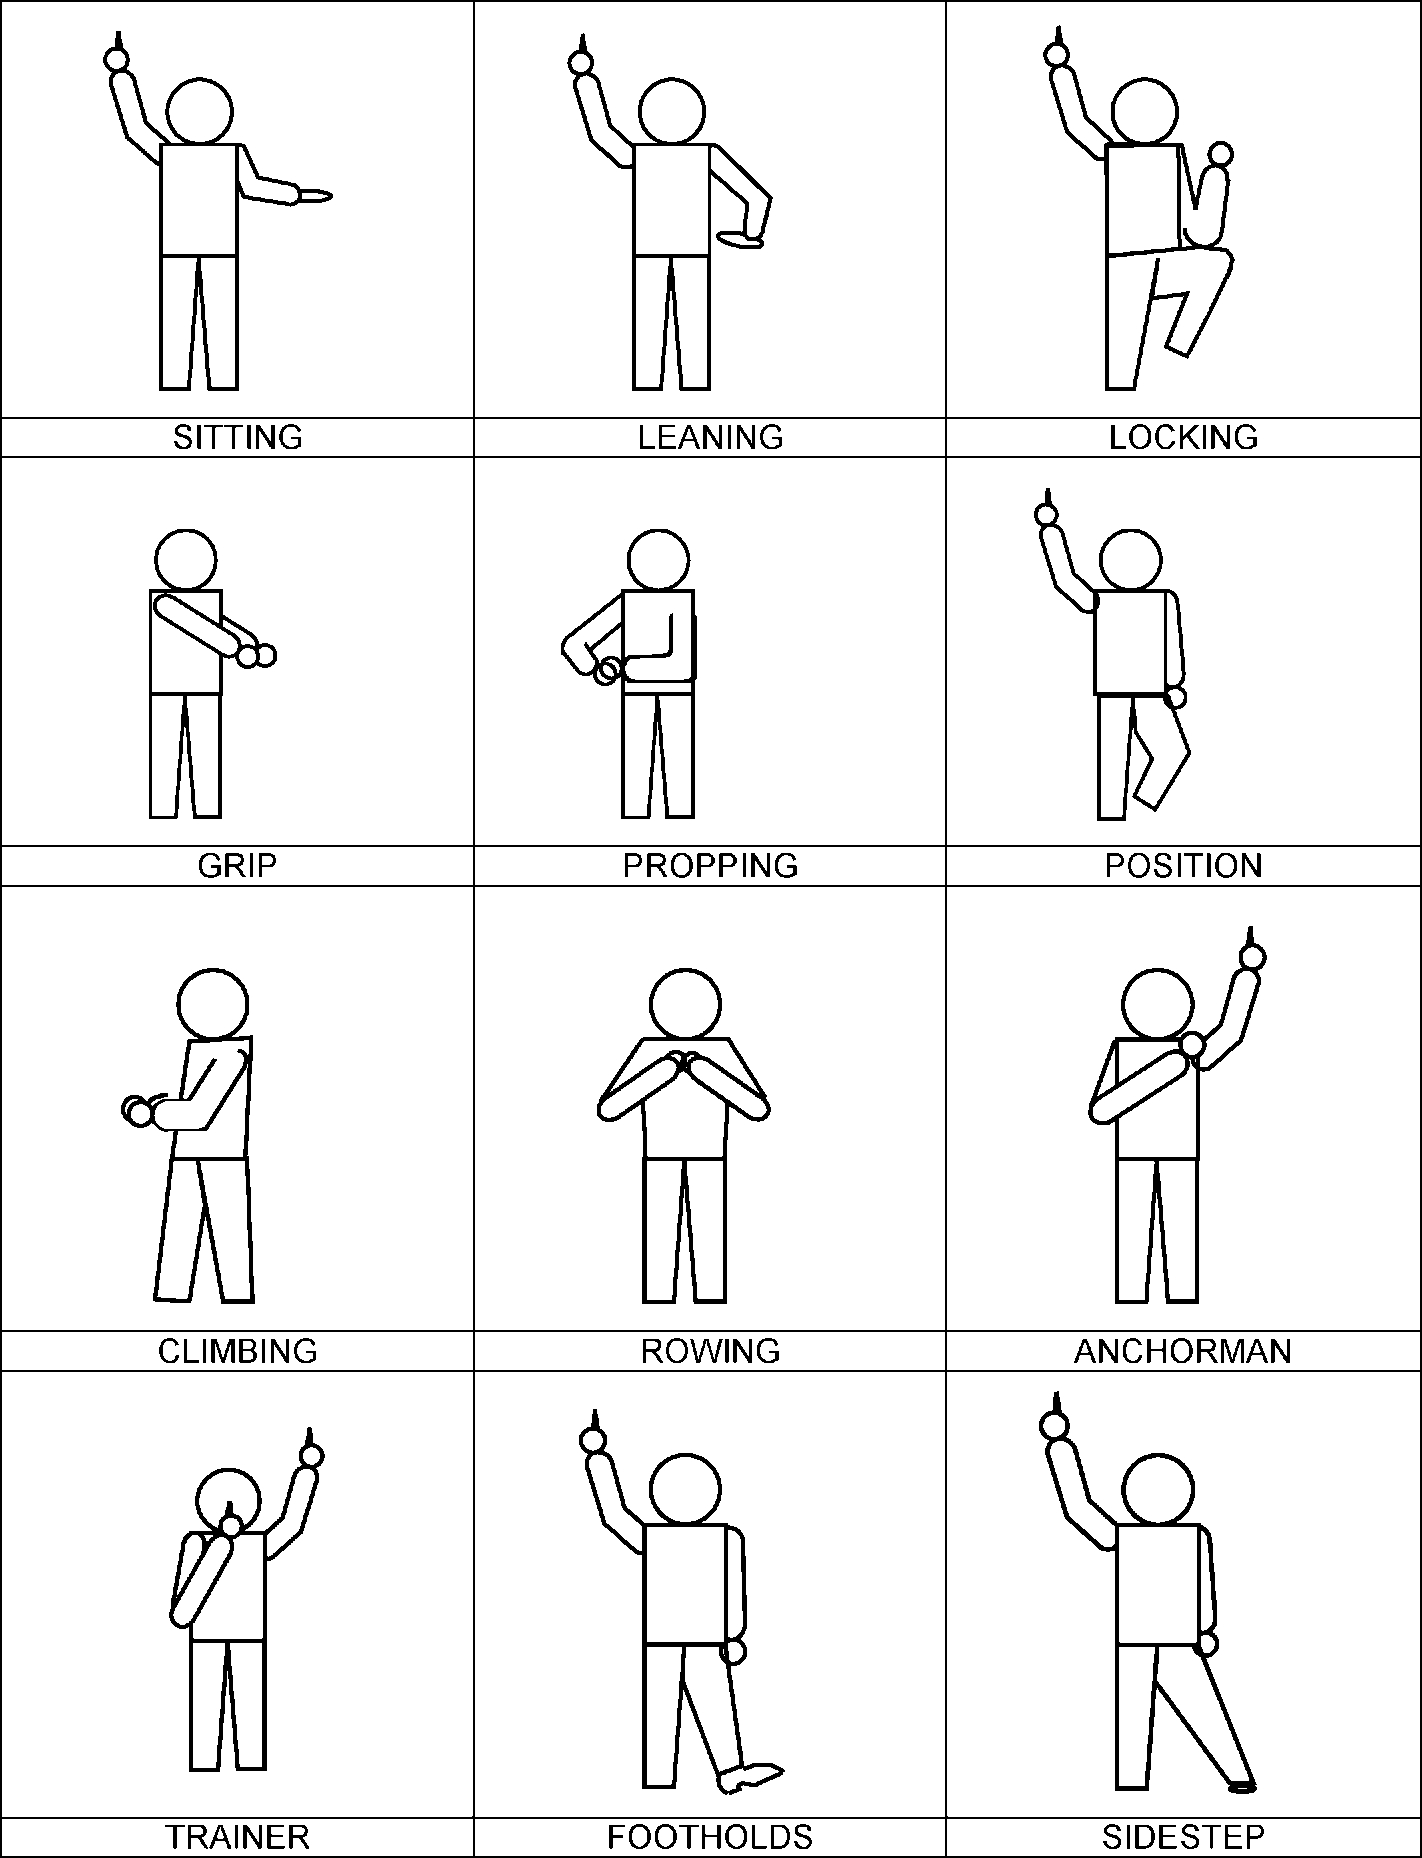 SITTING
LEANING
LOCKING
GRIP
PROPPING
POSITION
CLIMBING
ROWING
ANCHORMAN
TRAINER
FOOTHOLDS
SIDESTEP